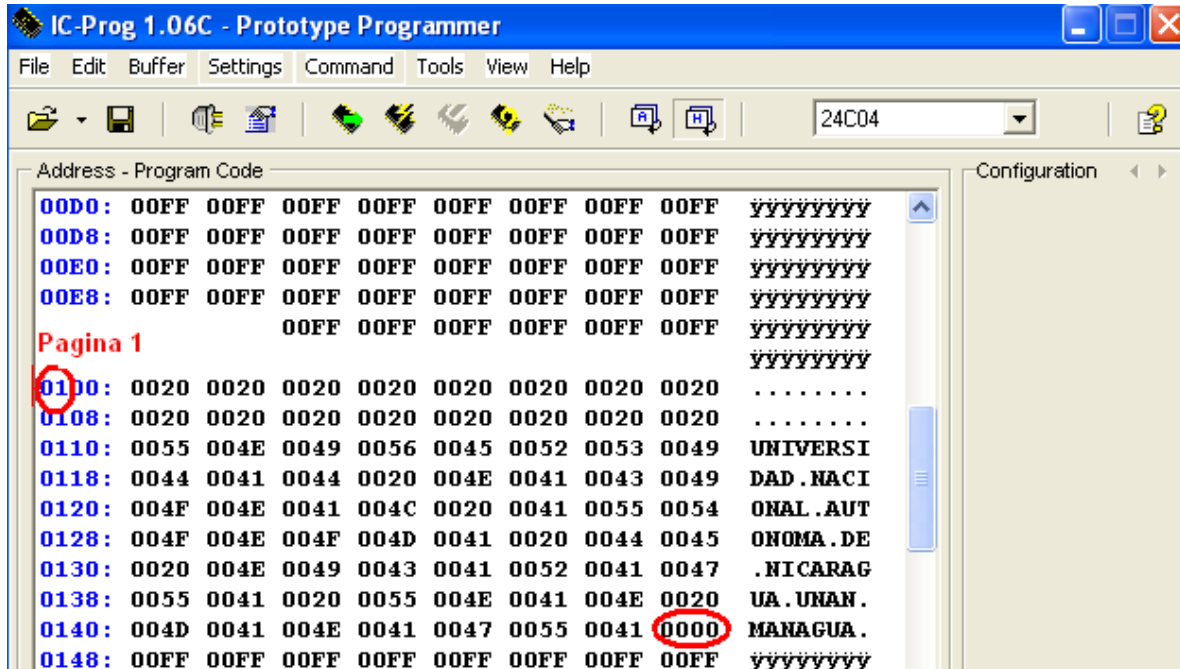 IC-Prog 1.06C - Prototype Programmer
File Edit Buffer Settings Command Tools View Help
24C04
Address - Program Code
Configuration
00D0: 00FF 00FF 00FF 00FF 00FF 00FF 00FF 00FF ÿÿÿÿÿÿÿÿ
00D8: 00FF 00FF 00FF 00FF 00FF 00FF 00FF 00FF ÿÿÿÿÿÿÿÿ
00E0: 00FF 00FF 00FF 00FF 00FF 00FF 00FF 00FF ÿÿÿÿÿÿÿÿ
00E8: 00FF 00FF 00FF 00FF 00FF 00FF 00FF 00FF ÿÿÿÿÿÿÿÿ
00FF 00FF 00FF 00FF 00FF 00FF ÿÿÿÿÿÿÿÿ
Pagina 1
ÿÿÿÿÿÿÿÿ
0100: 0020 0020 0020 0020 0020 0020 0020 0020 ........
0108: 0020 0020 0020 0020 0020 0020 0020 0020 ........
0110: 0055 004E 0049 0056 0045 0052 0053 0049 UNIVERSI
0118: 0044 0041 0044 0020 004E 0041 0043 0049 DAD.NACI
0120: 004F 004E 0041 004C 0020 0041 0055 0054 ONAL.AUT
0128: 004F 004E 004F 004D 0041 0020 0044 0045 ONOMA.DE
0130: 0020 004E 0049 0043 0041 0052 0041 0047 .NICARAG
0138: 0055 0041 0020 0055 004E 0041 004E 0020 UA.UNAN.
0140: 004D 0041 004E 0041 0047 0055 0041 0000 MANAGUA.
0148: 00FF 00FF 00FF 00FF 00FF 00FF 00FF 00FF ÿÿÿÿÿÿÿÿ